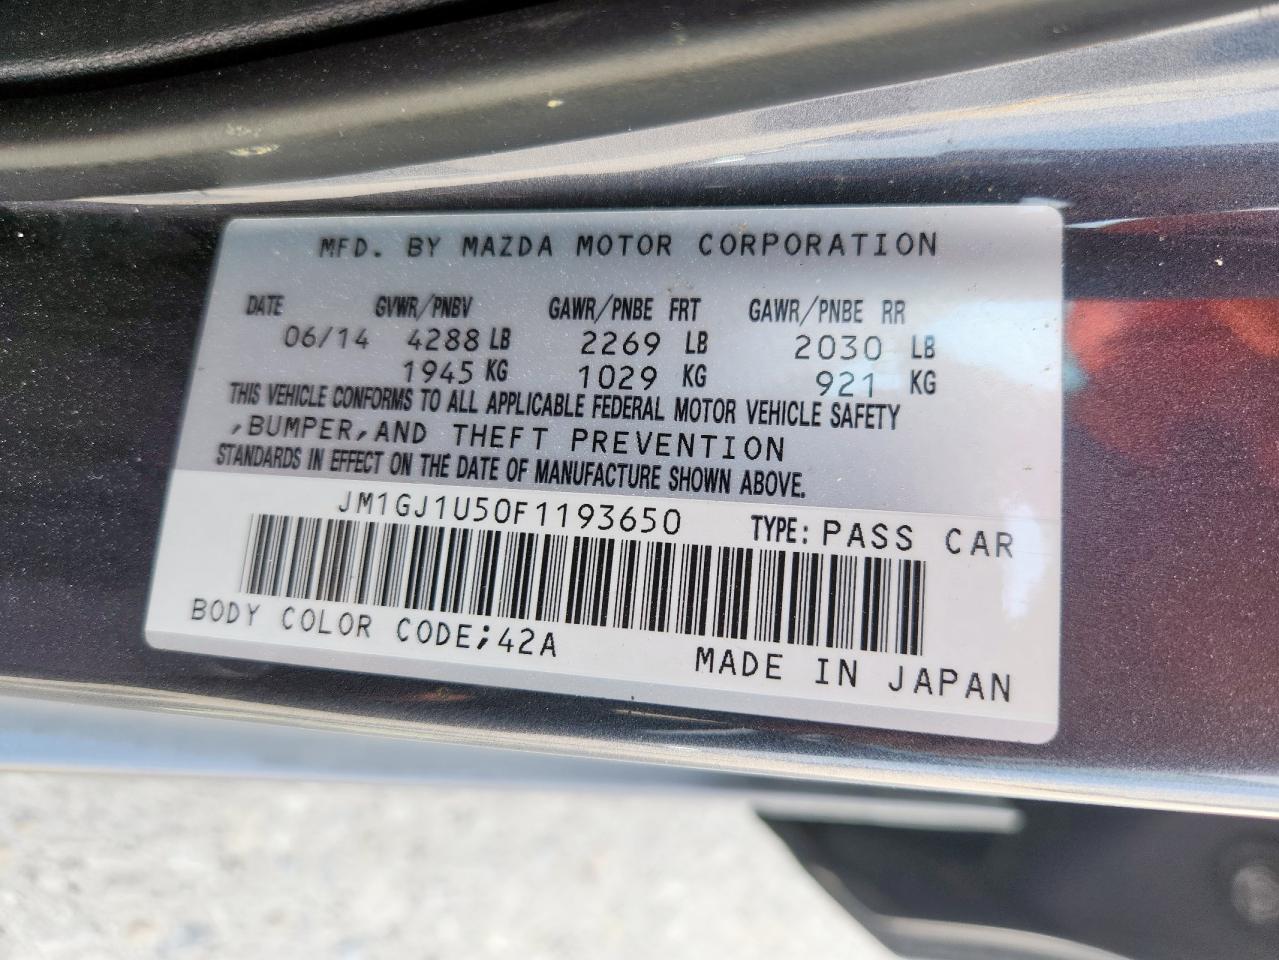 MFD. BY MAZDA MOTOR CORPORATION
DATE GVWR/PNBV GAWR/PNBE FRT GAWR/PNBE RR
06/14 4288 LB 2269 LB 2030 LB
1945 KG 1029 KG 921 KG
THIS VEHICLE CONFORMS TO ALL APPLICABLE FEDERAL MOTOR VEHICLE SAFETY
,BUMPER,AND THEFT PREVENTION
STANDARDS IN EFFECT ON THE DATE OF MANUFACTURE SHOWN ABOVE.
JM1GJ1U50F1193650 TYPE: PASS CAR
BODY COLOR CODE;42A
MADE IN JAPAN